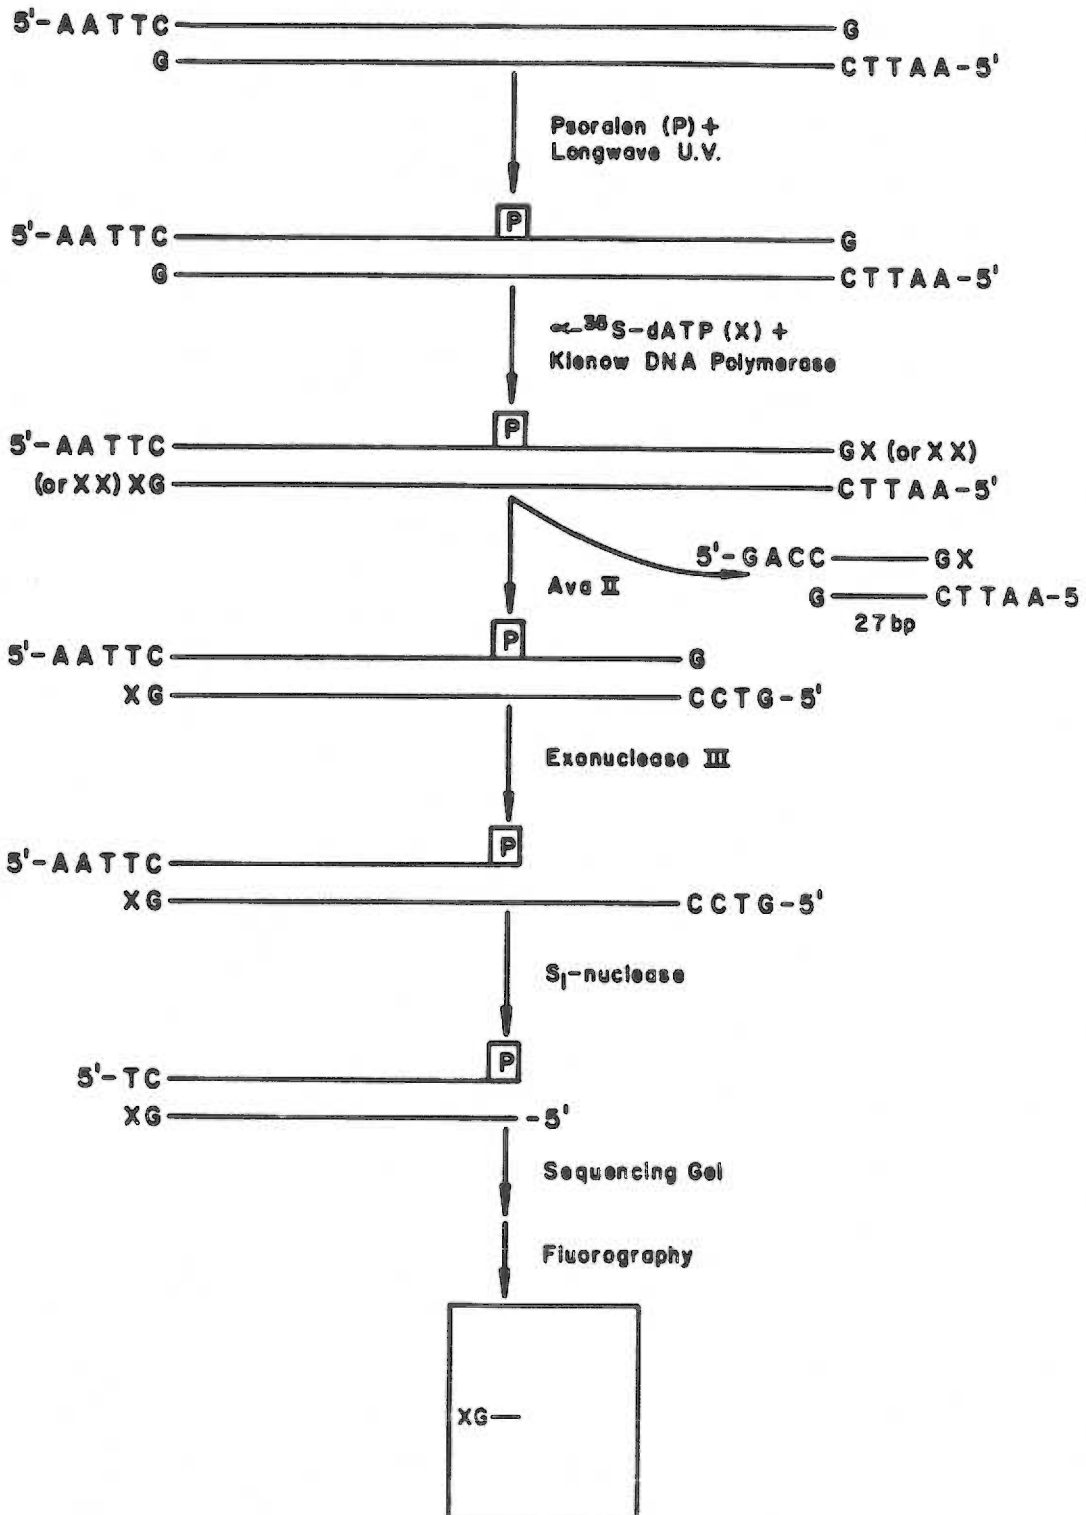 5'-AATTC G
G CTTAA-5'
Psoralen (P) +
Longwave U.V.
P
5'-AATTC G
G CTTAA-5'
∝-35S-dATP (X) +
Klenow DNA Polymerase
P
5'-AATTC GX (or XX)
(or XX) XG CTTAA-5'
5'-GACC GX
G CTTAA-5
27bp
Ava II
P
5'-AATTC G
XG CCTG-5'
Exonuclease III
P
5'-AATTC
XG CCTG-5'
S1-nuclease
P
5'-TC
XG -5'
Sequencing Gel
Fluorography
XG